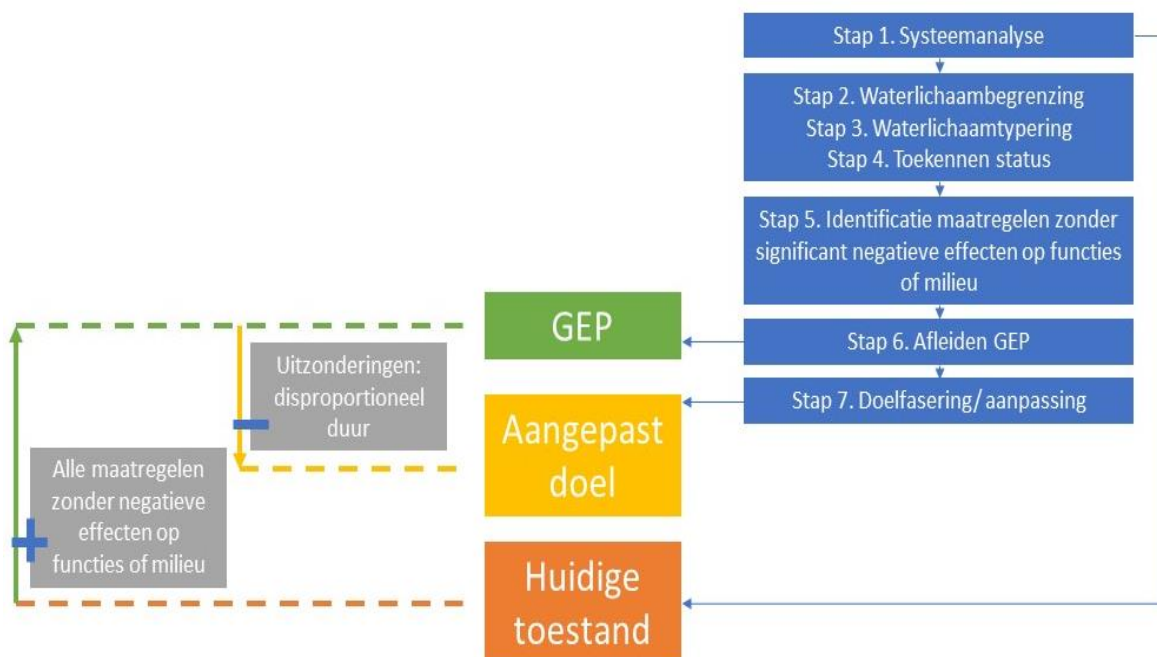 Stap 1. Systeemanalyse
Stap 2. Waterlichaambegrenzing
Stap 3. Waterlichaamtypering
Stap 4. Toekennen status
Stap 5. Identificatie maatregelen zonder
significant negatieve effecten op functies
of milieu
GEP
Stap 6. Afleiden GEP
Uitzonderingen:
disproportioneel
duur
Stap 7. Doelfasering/ aanpassing
Aangepast
doel
Alle maatregelen
zonder negatieve
effecten op
functies of milieu
Huidige
toestand